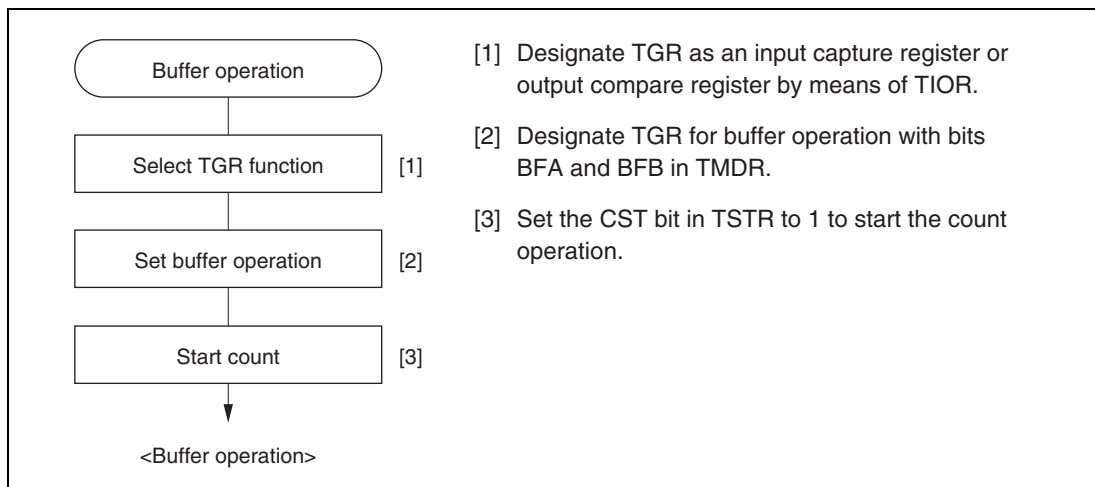 Buffer operation
Select TGR function [1]
Set buffer operation [2]
Start count [3]
<Buffer operation>
[1] Designate TGR as an input capture register or
output compare register by means of TIOR.
[2] Designate TGR for buffer operation with bits
BFA and BFB in TMDR.
[3] Set the CST bit in TSTR to 1 to start the count
operation.